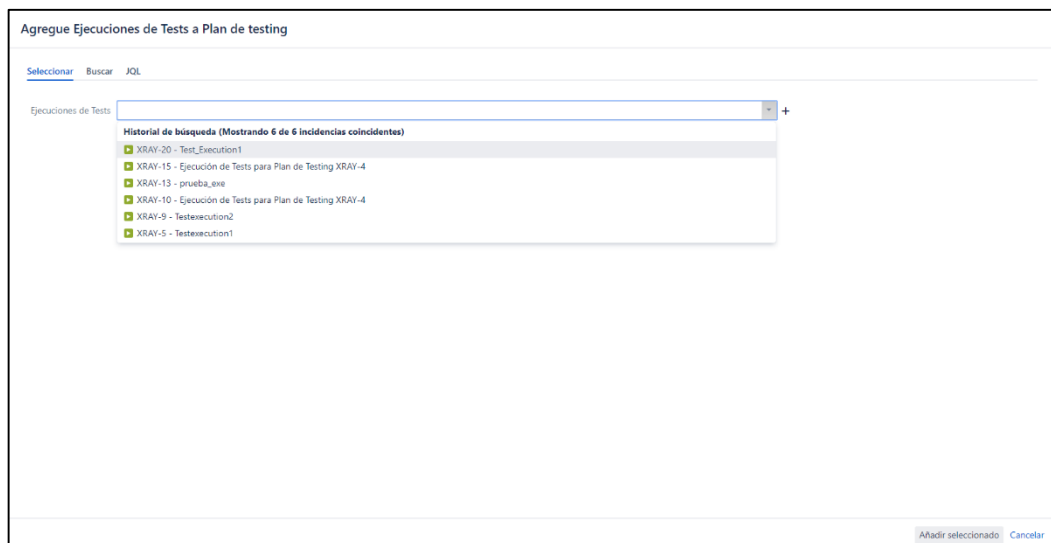 Agregue Ejecuciones de Tests a Plan de testing
Seleccionar Buscar JQL
Ejecuciones de Tests +
Historial de búsqueda (Mostrando 6 de 6 incidencias coincidentes)
XRAY-20 - Test_Execution1
XRAY-15 - Ejecución de Tests para Plan de Testing XRAY-4
XRAY-13 - prueba_exe
XRAY-10 - Ejecución de Tests para Plan de Testing XRAY-4
XRAY-9 - Testexecution2
XRAY-5 - Testexecution1
Añadir seleccionado Cancelar